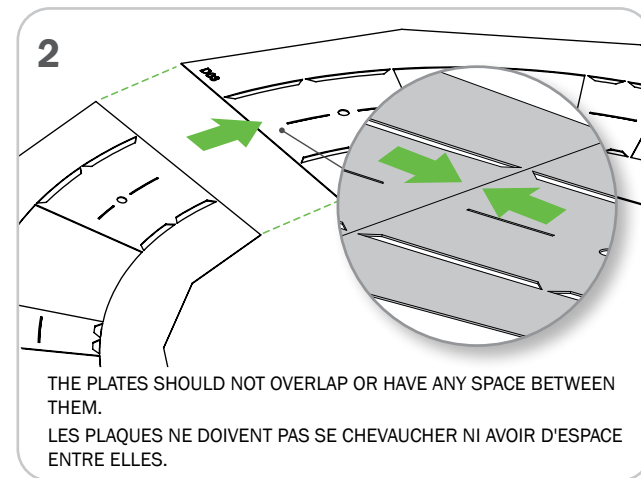 2
THE PLATES SHOULD NOT OVERLAP OR HAVE ANY SPACE BETWEEN
THEM.
LES PLAQUES NE DOIVENT PAS SE CHEVAUCHER NI AVOIR D'ESPACE
ENTRE ELLES.